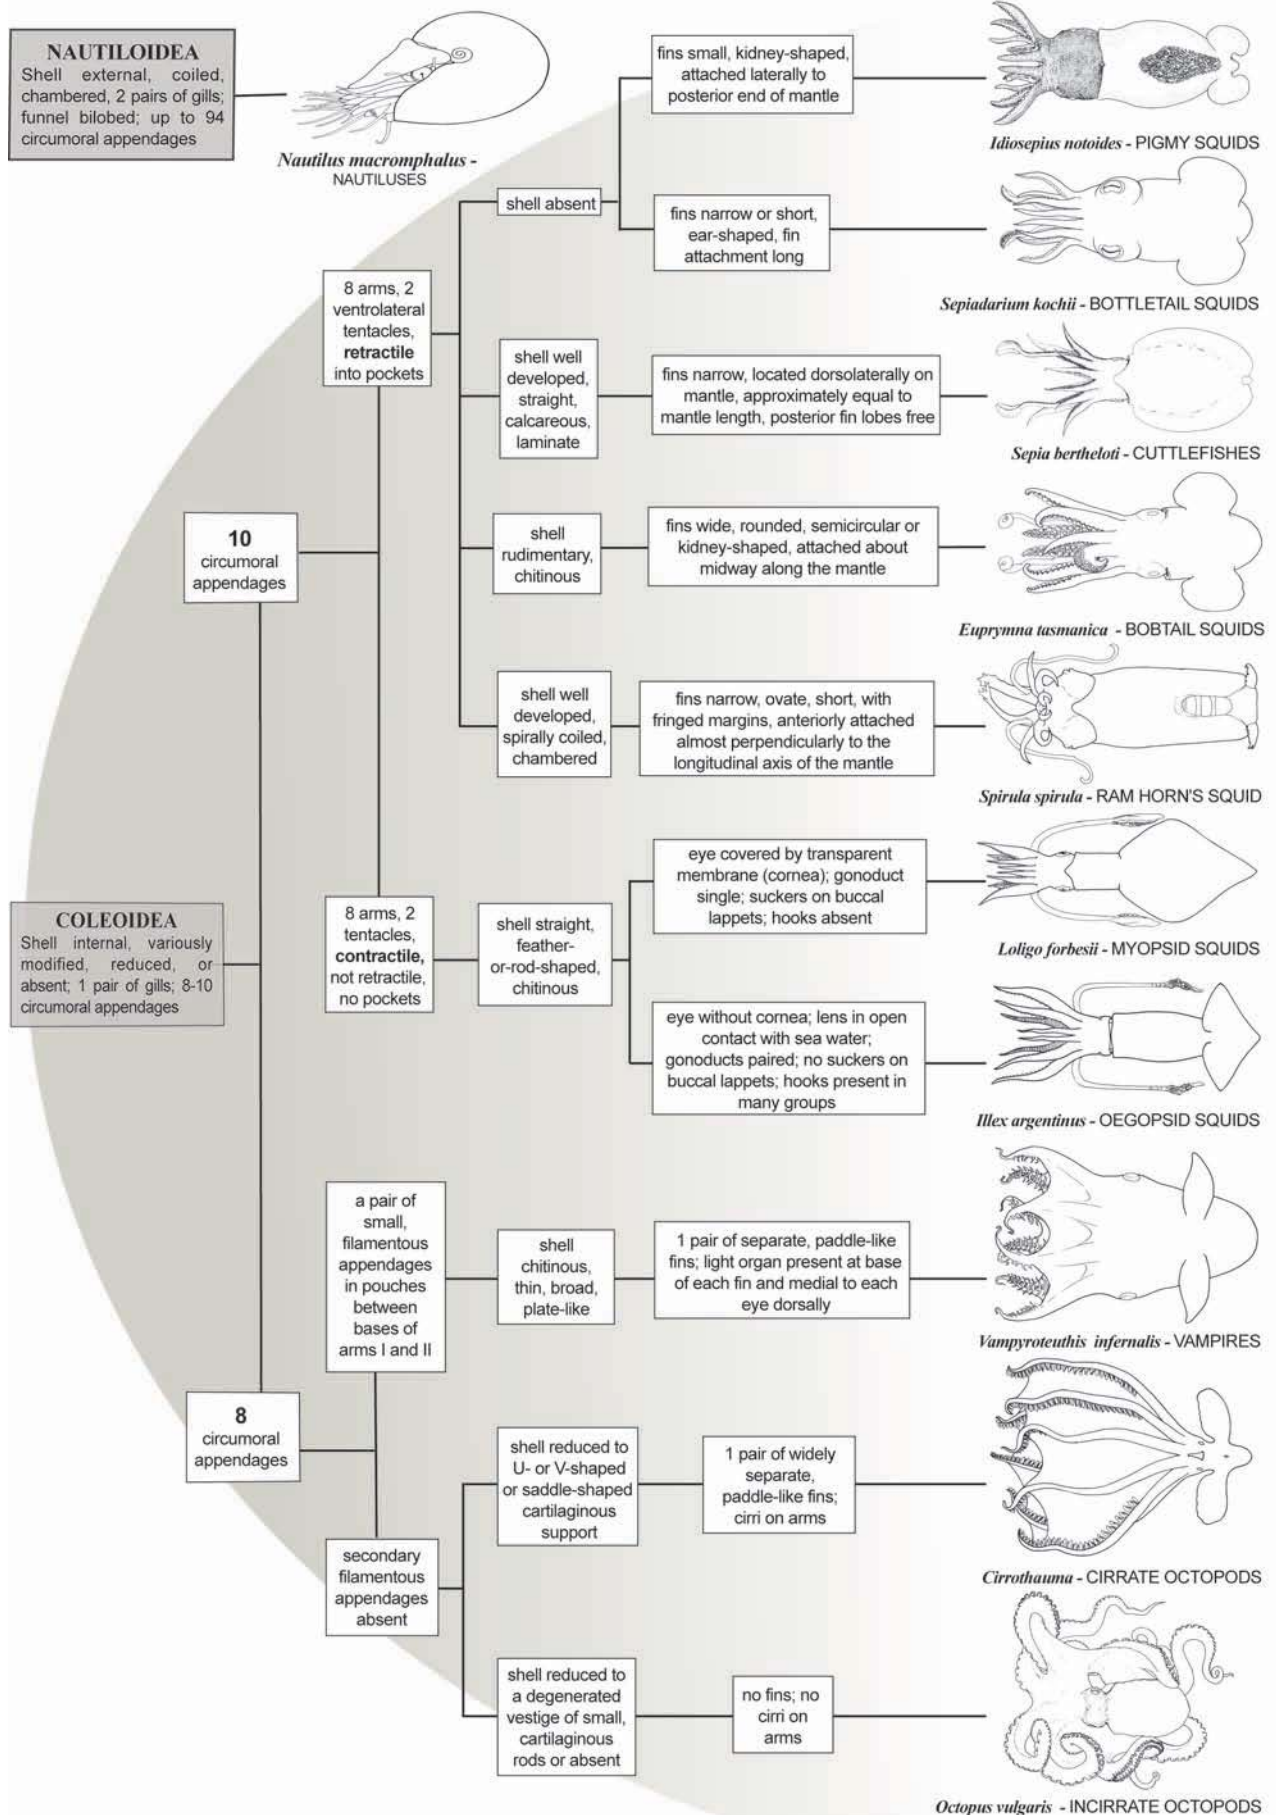 NAUTILOIDEA
Shell external, coiled,
chambered, 2 pairs of gills;
funnel bilobed; up to 94
circumoral appendages
Nautilus macromphalus -
NAUTILUSES
fins small, kidney-shaped,
attached laterally to
posterior end of mantle
Idiosepius notoides - PIGMY SQUIDS
shell absent
fins narrow or short,
ear-shaped, fin
attachment long
Sepiadarium kochii - BOTTLETAIL SQUIDS
8 arms, 2
ventrolateral
tentacles,
retractile
into pockets
shell well
developed,
straight,
calcareous,
laminate
fins narrow, located dorsolaterally on
mantle, approximately equal to
mantle length, posterior fin lobes free
Sepia bertheloti - CUTTLEFISHES
10
circumoral
appendages
shell
rudimentary,
chitinous
fins wide, rounded, semicircular or
kidney-shaped, attached about
midway along the mantle
Euprymna tasmanica - BOBTAIL SQUIDS
shell well
developed,
spirally coiled,
chambered
fins narrow, ovate, short, with
fringed margins, anteriorly attached
almost perpendicularly to the
longitudinal axis of the mantle
Spirula spirula - RAM HORN'S SQUID
COLEOIDEA
Shell internal, variously
modified, reduced, or
absent; 1 pair of gills; 8-10
circumoral appendages
8 arms, 2
tentacles,
contractile,
not retractile,
no pockets
shell straight,
feather-
or-rod-shaped,
chitinous
eye covered by transparent
membrane (cornea); gonoduct
single; suckers on buccal
lappets; hooks absent
Loligo forbesii - MYOPSID SQUIDS
eye without cornea; lens in open
contact with sea water;
gonoducts paired; no suckers on
buccal lappets; hooks present in
many groups
Illex argentinus - OEGOPSID SQUIDS
a pair of
small,
filamentous
appendages
in pouches
between
bases of
arms I and II
shell
chitinous,
thin, broad,
plate-like
1 pair of separate, paddle-like
fins; light organ present at base
of each fin and medial to each
eye dorsally
Vampyroteuthis infernalis - VAMPIRES
8
circumoral
appendages
shell reduced to
U- or V-shaped
or saddle-shaped
cartilaginous
support
1 pair of widely
separate,
paddle-like fins;
cirri on arms
Cirrothauma - CIRRATE OCTOPODS
secondary
filamentous
appendages
absent
shell reduced to
a degenerated
vestige of small,
cartilaginous
rods or absent
no fins; no
cirri on
arms
Octopus vulgaris - INCIRRATE OCTOPODS